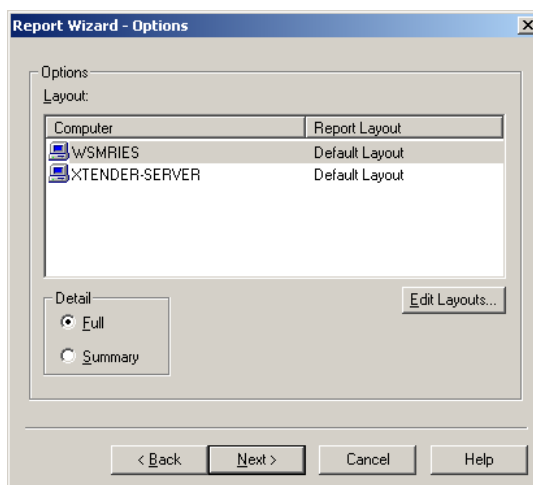 Report Wizard - Options
Options
Layout:
Computer Report Layout
WSMRIES Default Layout
XTENDER-SERVER Default Layout
Detail
Full
Summary
Edit Layouts...
< Back Next > Cancel Help